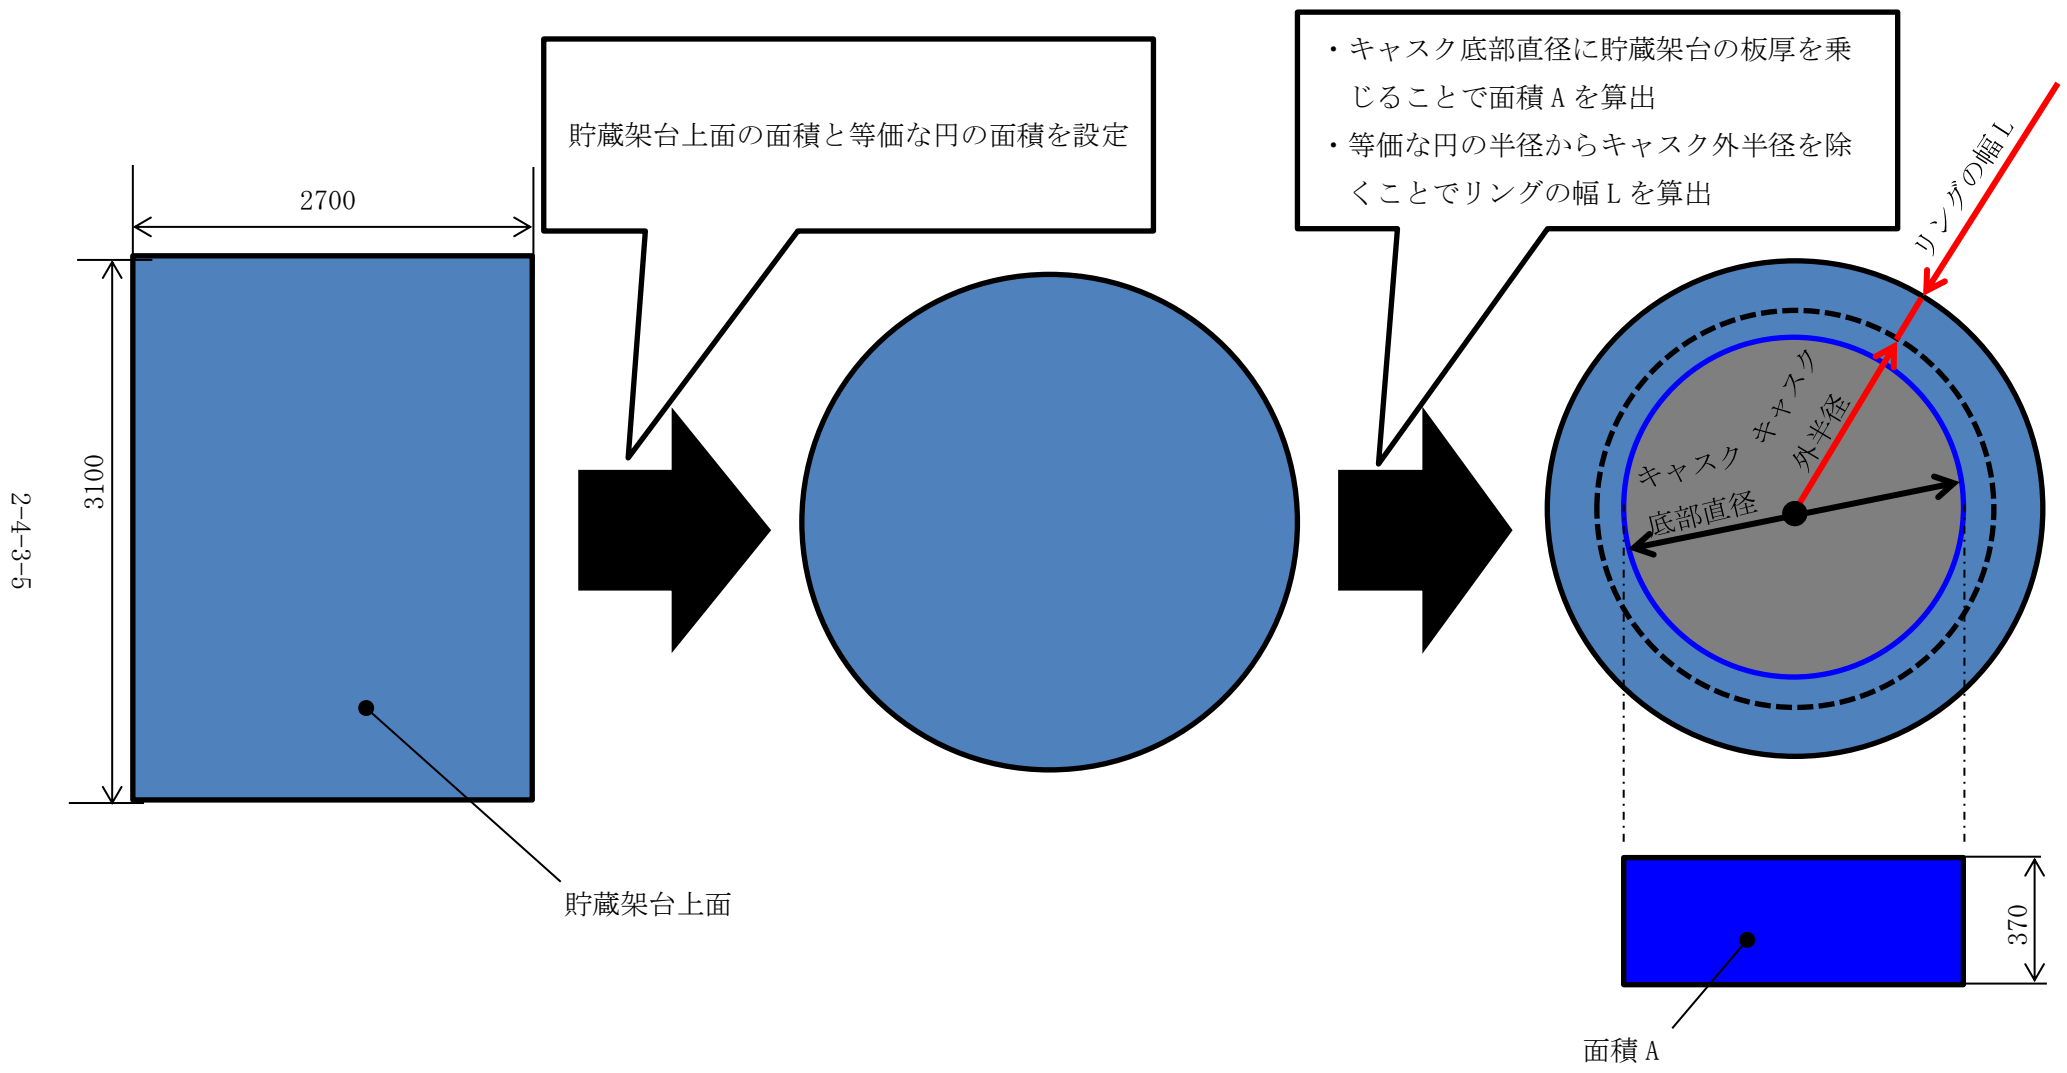 貯蔵架台上面の面積と等価な円の面積を設定
・キャスク底部直径に貯蔵架台の板厚を乗
じることで面積 A を算出
・等価な円の半径からキャスク外半径を除
くことでリングの幅 L を算出
リングの幅 L
2700
3100
キャスク
外半径
キャスク
底部直径
貯蔵架台上面
370
面積 A
2-4-3-5